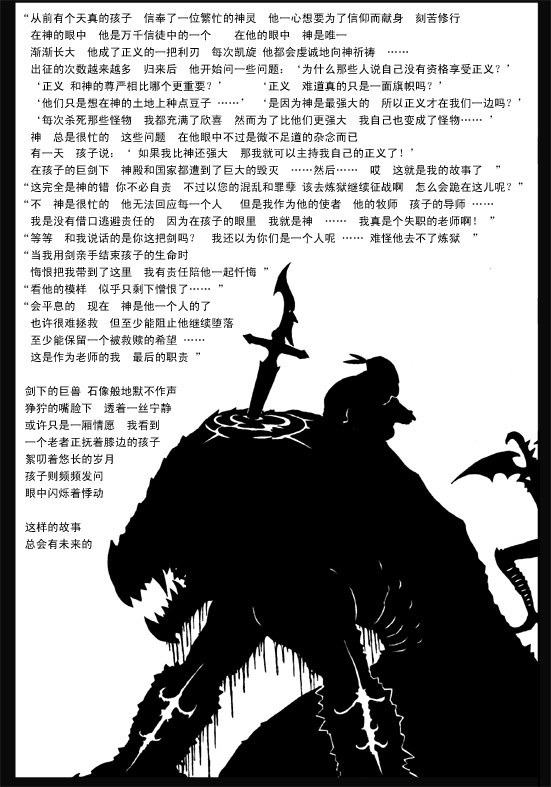 “从前有个天真的孩子　信奉了一位繁忙的神灵　他一心想要为了信仰而献身　刻苦修行
在神的眼中　他是万千信徒中的一个　　在他的眼中　神是唯一
渐渐长大　他成了正义的一把利刃　每次凯旋 他都会虔诚地向神祈祷　……
出征的次数越来越多　归来后　他开始问一些问题：‘为什么那些人说自己没有资格享受正义？’
‘正义 和神的尊严相比哪个更重要？’　　　‘正义　难道真的只是一面旗帜吗？’
‘他们只是想在神的土地上种点豆子 ……’　‘是因为神是最强大的　所以正义才在我们一边吗？’
‘每次杀死那些怪物　我都充满了欣喜　然而为了比他们更强大　我自己也变成了怪物…… ’
神　总是很忙的　这些问题　在他眼中不过是微不足道的杂念而已
有一天　孩子说：‘ 如果我比神还强大　那我就可以主持我自己的正义了！’
在孩子的巨剑下　神殿和国家都遭到了巨大的毁灭　……然后……　哎　这就是我的故事了　”
“这完全是神的错 你不必自责　不过以您的混乱和罪孽 该去炼狱继续征战啊　怎么会跪在这儿呢？”
“不　神是很忙的　他无法回应每一个人　 但是我作为他的使者　他的牧师　孩子的导师 ……
我是没有借口逃避责任的　因为在孩子的眼里　我就是神　……　我真是个失职的老师啊！ ”
“等等　和我说话的是你这把剑吗？　我还以为你们是一个人呢 …… 难怪他去不了炼狱　”
“当我用剑亲手结束孩子的生命时
悔恨把我带到了这里　我有责任陪他一起忏悔 ”
“看他的模样　似乎只剩下憎恨了…… ”
“会平息的　现在　神是他一个人的了
也许很难拯救　但至少能阻止他继续堕落
至少能保留一个被救赎的希望 ……
这是作为老师的我　最后的职责 ”
剑下的巨兽 石像般地默不作声
狰狞的嘴脸下　透着一丝宁静
或许只是一厢情愿　我看到
一个老者正抚着膝边的孩子
絮叨着悠长的岁月
孩子则频频发问
眼中闪烁着悸动
这样的故事
总会有未来的